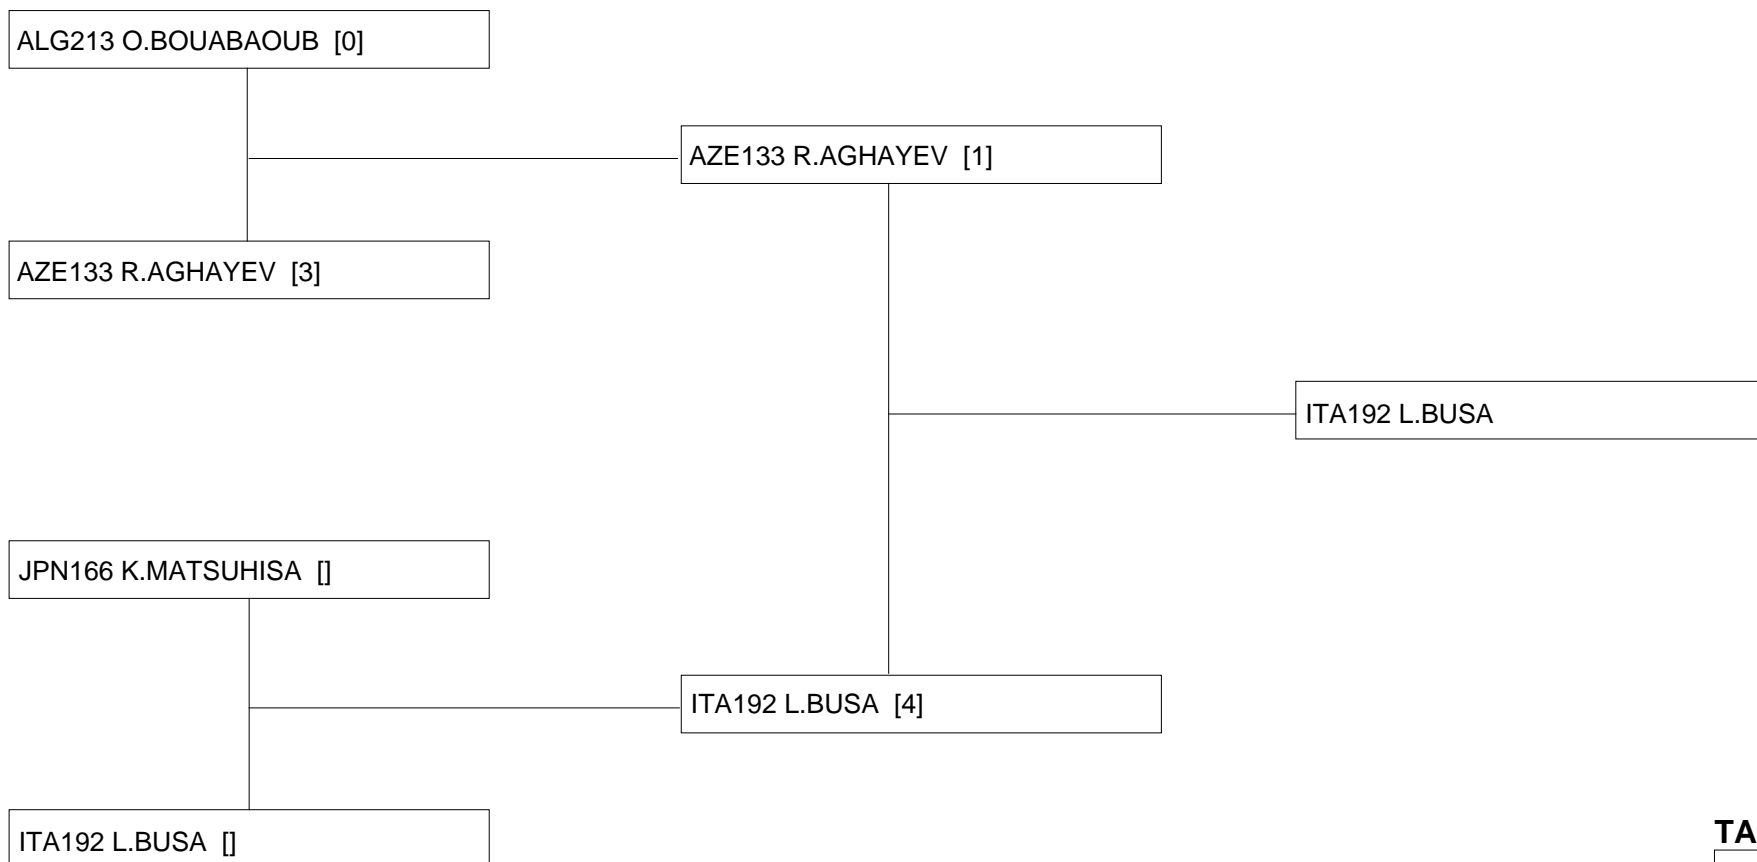 ALG213 O.BOUABAOUB [0]
AZE133 R.AGHAYEV [1]
AZE133 R.AGHAYEV [3]
ITA192 L.BUSA
JPN166 K.MATSUHISA []
ITA192 L.BUSA [4]
ITA192 L.BUSA []
TA